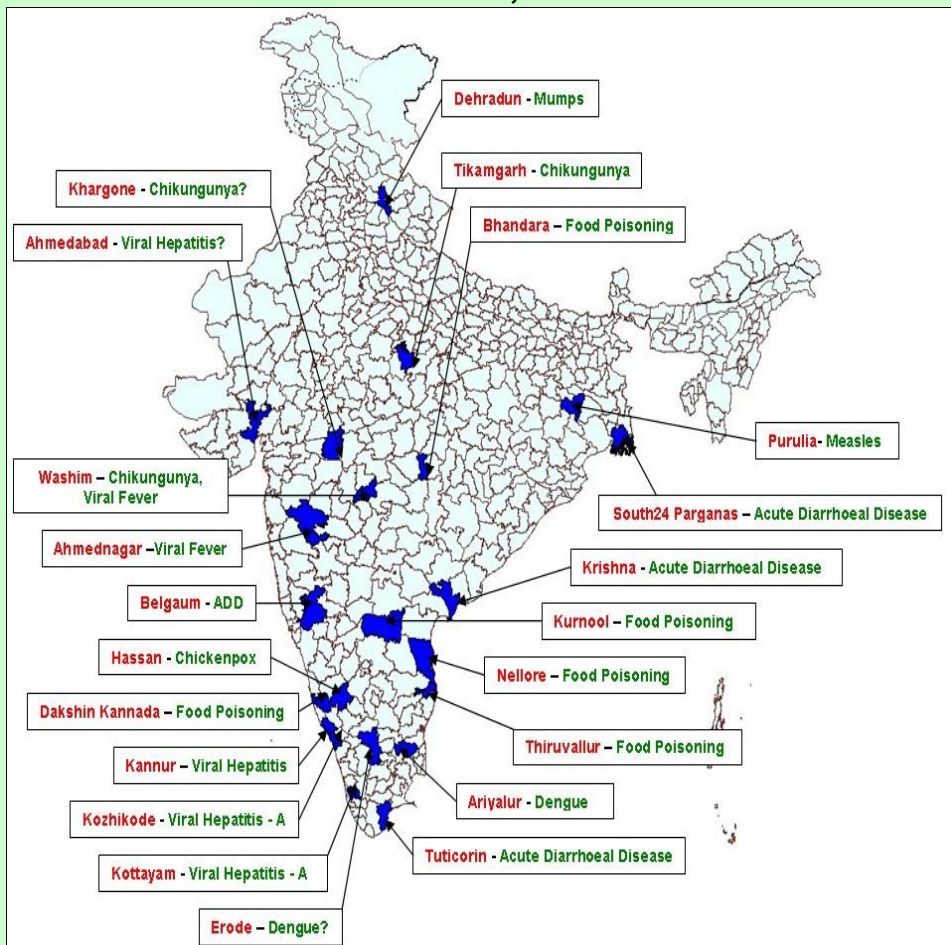 Dehradun - Mumps
Tikamgarh - Chikungunya
Khargone - Chikungunya?
Bhandara – Food Poisoning
Ahmedabad - Viral Hepatitis?
Purulia- Measles
Washim – Chikungunya,
Viral Fever
South24 Parganas – Acute Diarrhoeal Disease
Ahmednagar –Viral Fever
Krishna - Acute Diarrhoeal Disease
Belgaum - ADD
Kurnool – Food Poisoning
Hassan - Chickenpox
Nellore – Food Poisoning
Dakshin Kannada – Food Poisoning
Thiruvallur – Food Poisoning
Kannur – Viral Hepatitis
Ariyalur - Dengue
Kozhikode - Viral Hepatitis - A
Tuticorin - Acute Diarrhoeal Disease
Kottayam - Viral Hepatitis - A
Erode – Dengue?